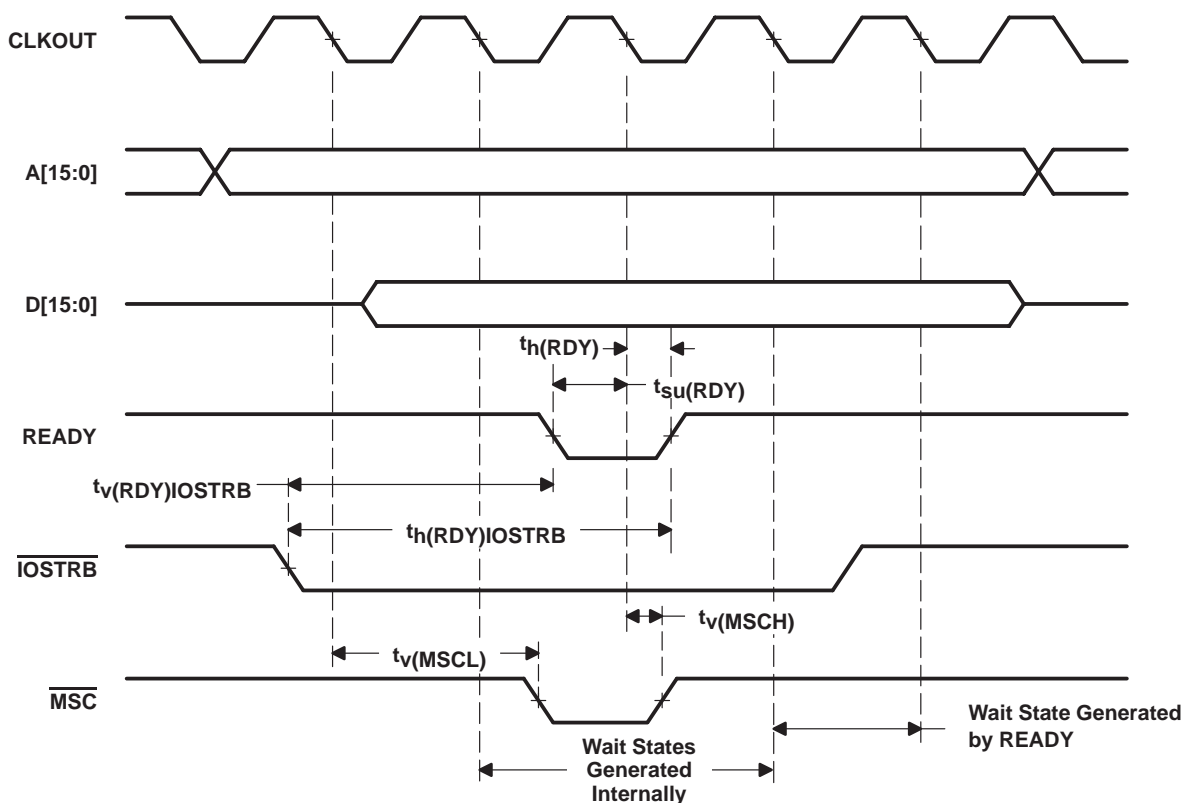 CLKOUT
A[15:0]
D[15:0]
th(RDY)
tsu(RDY)
READY
tv(RDY)IOSTRB
th(RDY)IOSTRB
IOSTRB
tv(MSCH)
tv(MSCL)
MSC
Wait State Generated
by READY
Wait States
Generated
Internally